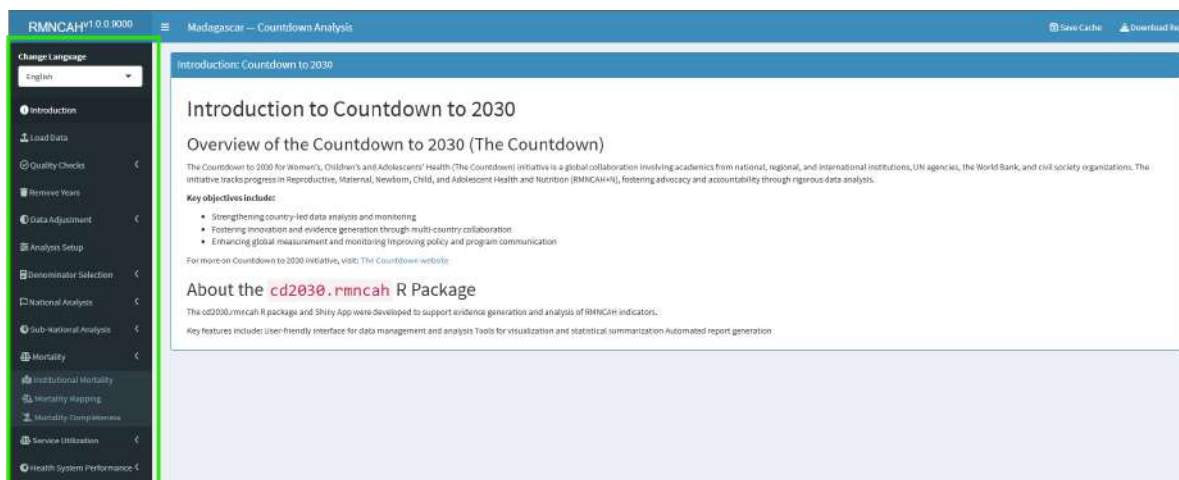 RMNCAH v1.0.0.9000
Madagascar — Countdown Analysis
Save Cache
Download Re
Change Language
English
Introduction
Load Data
Quality Checks
Remove Years
Data Adjustment
Analysis Setup
Denominator Selection
National Analysis
Sub-National Analysis
Mortality
Institutional Mortality
Mortality Mapping
Mortality Completeness
Service Utilization
Health System Performance
Introduction: Countdown to 2030
Introduction to Countdown to 2030
Overview of the Countdown to 2030 (The Countdown)
The Countdown to 2030 for Women's, Children's and Adolescents' Health (The Countdown) initiative is a global collaboration involving academics from national, regional, and international institutions, UN agencies, the World Bank, and civil society organizations. The
initiative tracks progress in Reproductive, Maternal, Newborn, Child, and Adolescent Health and Nutrition (RMNCAH+N), fostering advocacy and accountability through rigorous data analysis.
Key objectives include:
• Strengthening country-led data analysis and monitoring
• Fostering innovation and evidence generation through multi-country collaboration
• Enhancing global measurement and monitoring Improving policy and program communication
For more on Countdown to 2030 initiative, visit: The Countdown website
About the cd2030.rmncah R Package
The cd2030.rmncah R package and Shiny App were developed to support evidence generation and analysis of RMNCAH indicators.
Key features include: User-friendly interface for data management and analysis Tools for visualization and statistical summarization Automated report generation